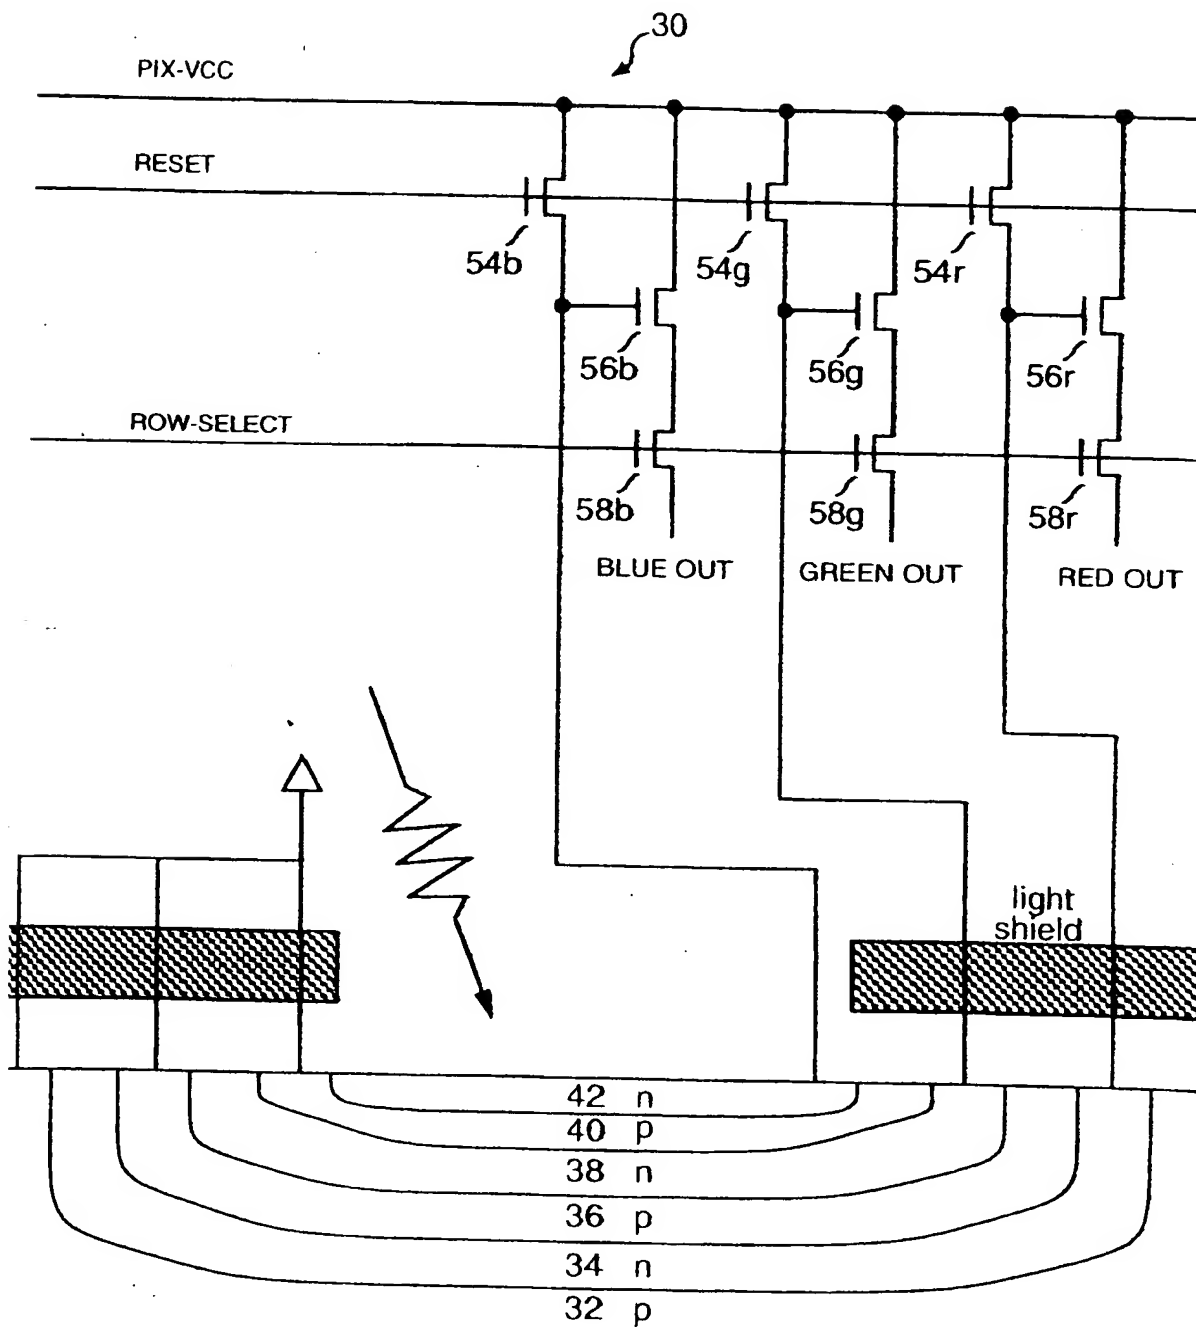 30
PIX-VCC
RESET
54b
54g
54r
56b
56g
56r
ROW-SELECT
58b
58g
58r
BLUE OUT
GREEN OUT
RED OUT
light
shield
42 n
40 p
38 n
36 p
34 n
32 p